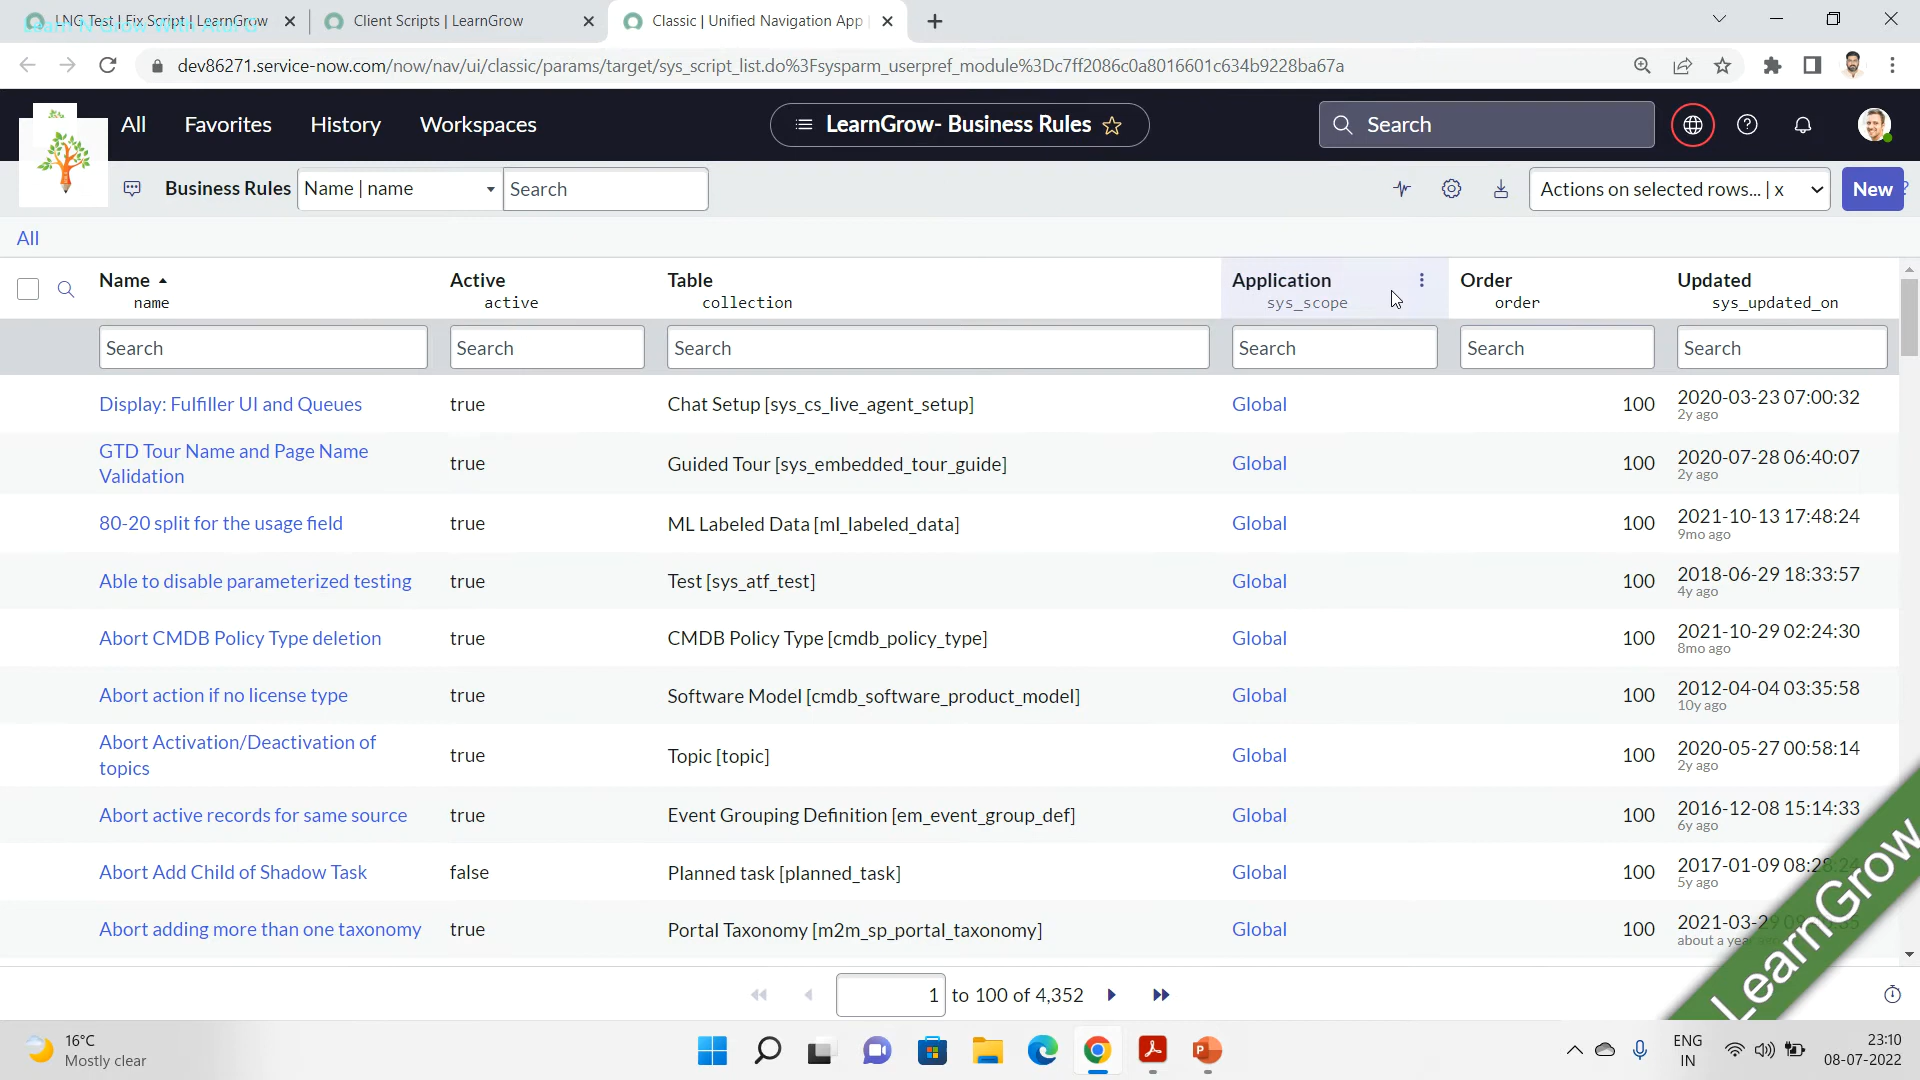 LNG Test | Fix Script | LearnGrow
Client Scripts | LearnGrow
Classic | Unified Navigation App
dev86271.service-now.com/now/nav/ui/classic/params/target/sys_script_list.do%3Fsysparm_userpref_module%3Dc7ff2086c0a8016601c634b9228ba67a
All Favorites History Workspaces
LearnGrow- Business Rules
Search
Business Rules Name | name Search
Actions on selected rows... | x
New
All
Name Active Table Application Order Updated
name active collection sys_scope order sys_updated_on
Search Search Search Search Search Search
Display: Fulfiller UI and Queues true Chat Setup [sys_cs_live_agent_setup] Global 100 2020-03-23 07:00:32
2y ago
GTD Tour Name and Page Name
Validation true Guided Tour [sys_embedded_tour_guide] Global 100 2020-07-28 06:40:07
2y ago
80-20 split for the usage field true ML Labeled Data [ml_labeled_data] Global 100 2021-10-13 17:48:24
9mo ago
Able to disable parameterized testing true Test [sys_atf_test] Global 100 2018-06-29 18:33:57
4y ago
Abort CMDB Policy Type deletion true CMDB Policy Type [cmdb_policy_type] Global 100 2021-10-29 02:24:30
8mo ago
Abort action if no license type true Software Model [cmdb_software_product_model] Global 100 2012-04-04 03:35:58
10y ago
Abort Activation/Deactivation of
topics true Topic [topic] Global 100 2020-05-27 00:58:14
2y ago
Abort active records for same source true Event Grouping Definition [em_event_group_def] Global 100 2016-12-08 15:14:33
6y ago
Abort Add Child of Shadow Task false Planned task [planned_task] Global 100 2017-01-09 08:28:24
5y ago
Abort adding more than one taxonomy true Portal Taxonomy [m2m_sp_portal_taxonomy] Global 100 2021-03-29
about a year
LearnGrow
1 to 100 of 4,352
16°C
Mostly clear
ENG
IN
23:10
08-07-2022